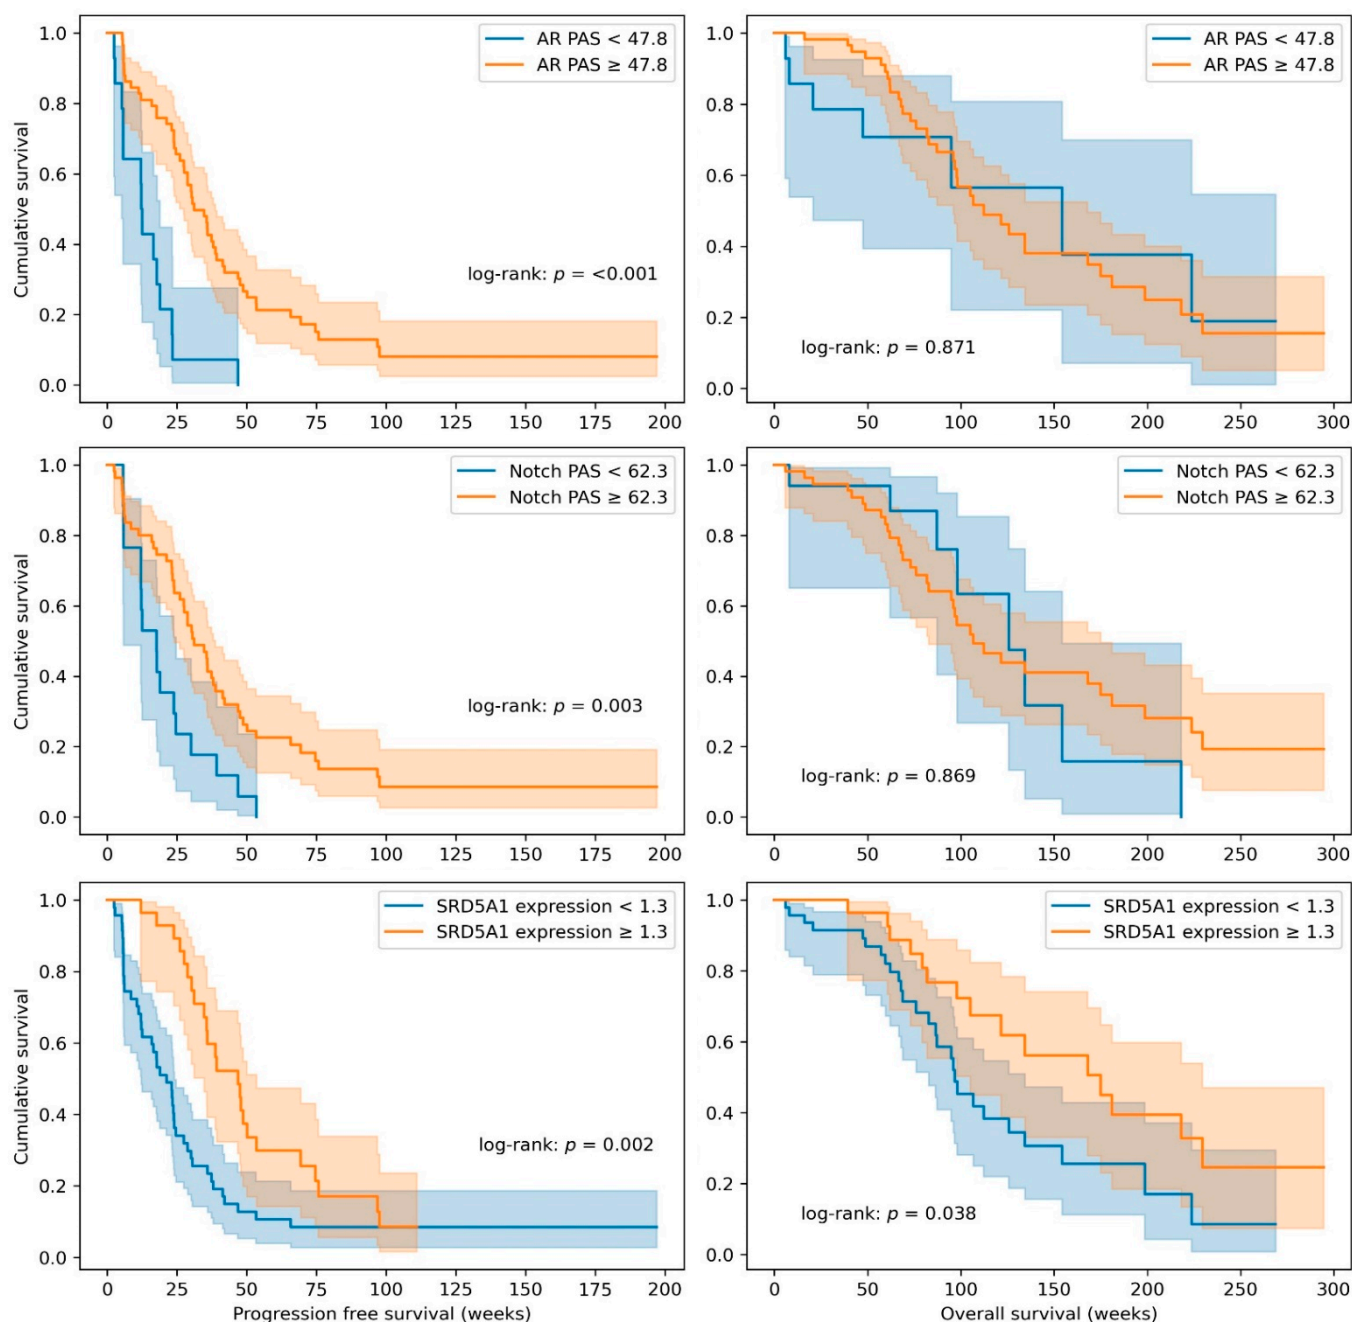 AR PAS < 47.8
AR PAS ≥ 47.8
log-rank: p = <0.001
Cumulative survival
1.0
0.8
0.6
0.4
0.2
0.0
0 25 50 75 100 125 150 175 200
AR PAS < 47.8
AR PAS ≥ 47.8
log-rank: p = 0.871
1.0
0.8
0.6
0.4
0.2
0.0
0 50 100 150 200 250 300
Notch PAS < 62.3
Notch PAS ≥ 62.3
log-rank: p = 0.003
Cumulative survival
1.0
0.8
0.6
0.4
0.2
0.0
0 25 50 75 100 125 150 175 200
Notch PAS < 62.3
Notch PAS ≥ 62.3
log-rank: p = 0.869
1.0
0.8
0.6
0.4
0.2
0.0
0 50 100 150 200 250 300
SRD5A1 expression < 1.3
SRD5A1 expression ≥ 1.3
log-rank: p = 0.002
Cumulative survival
1.0
0.8
0.6
0.4
0.2
0.0
0 25 50 75 100 125 150 175 200
Progression free survival (weeks)
SRD5A1 expression < 1.3
SRD5A1 expression ≥ 1.3
log-rank: p = 0.038
1.0
0.8
0.6
0.4
0.2
0.0
0 50 100 150 200 250 300
Overall survival (weeks)